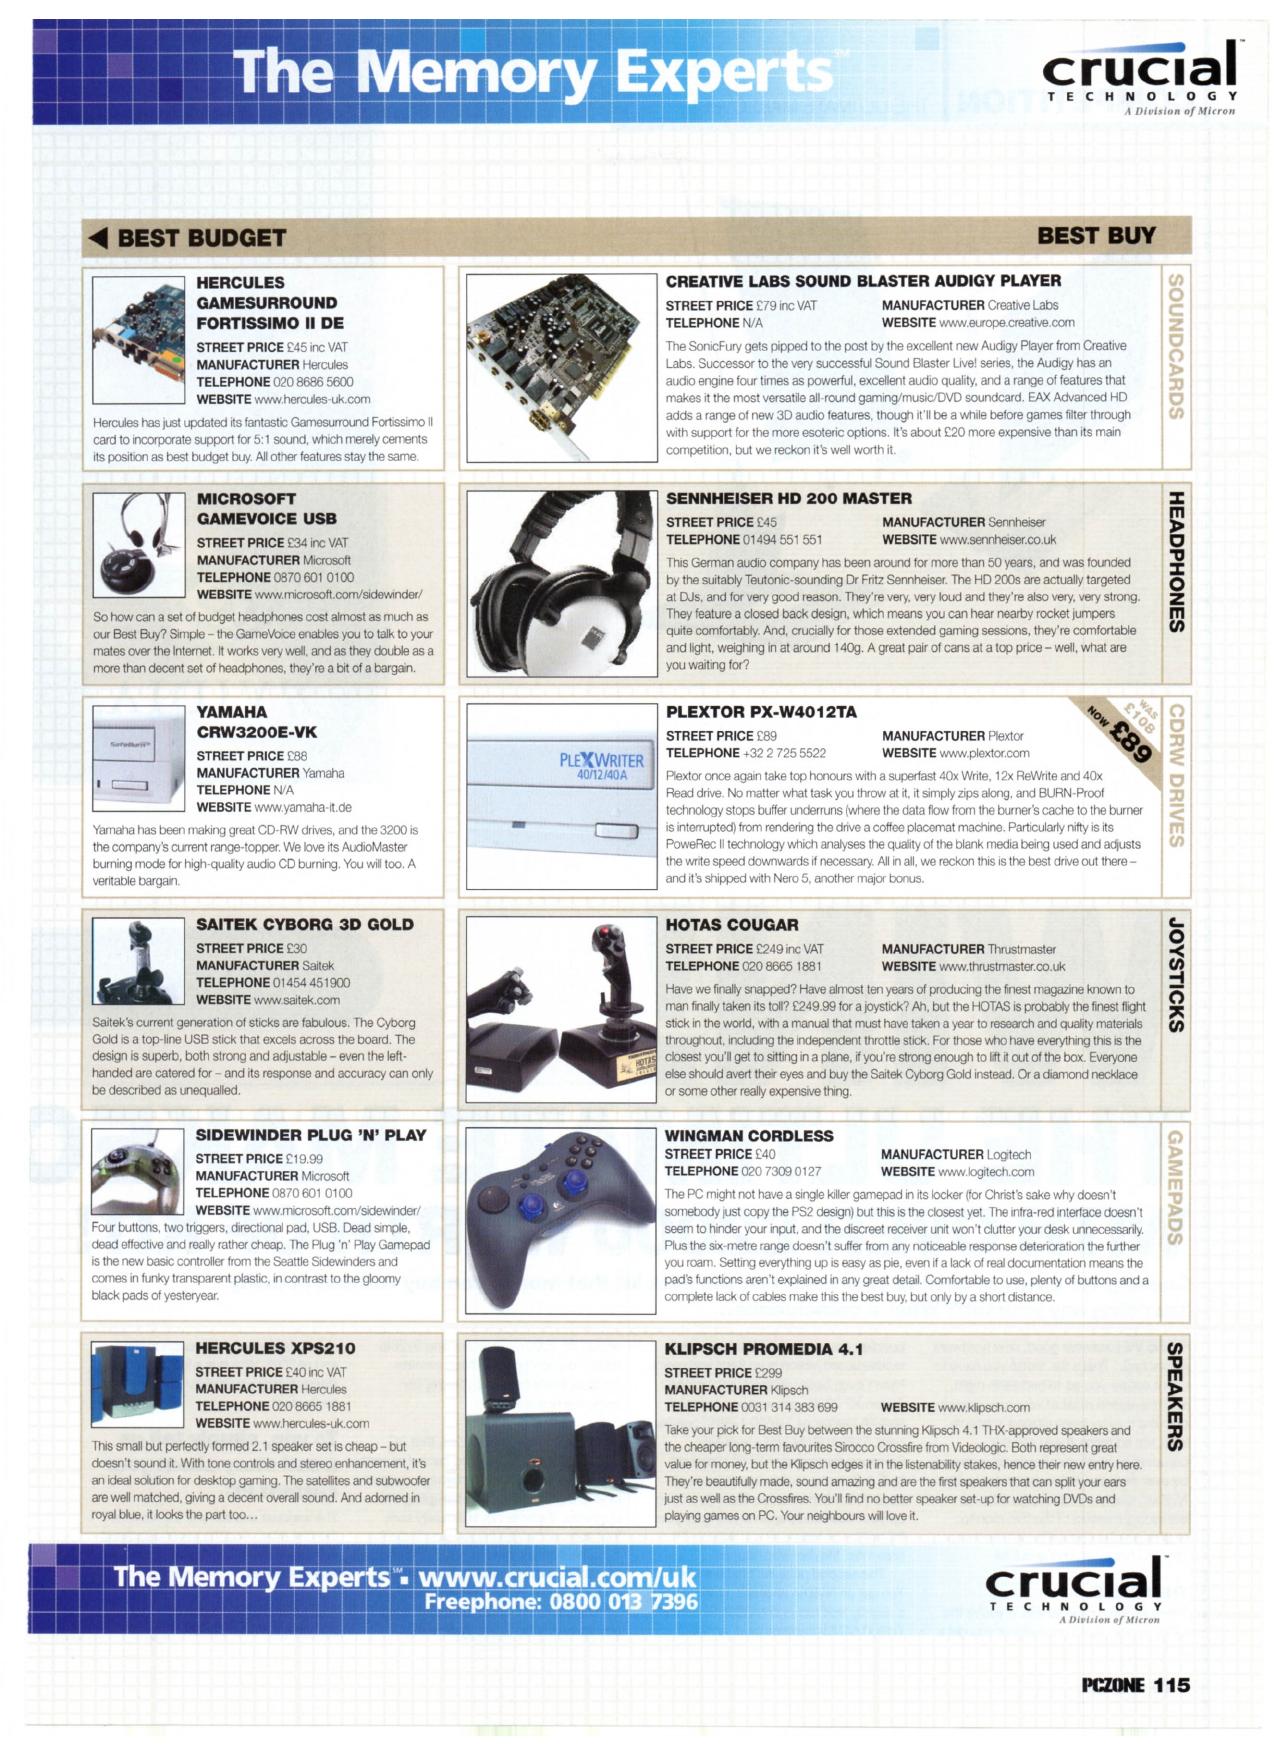 The Memory Experts℠
crucial™
TECHNOLOGY
A Division of Micron
◀ BEST BUDGET
BEST BUY
HERCULES
GAMESURROUND
FORTISSIMO II DE
STREET PRICE £45 inc VAT
MANUFACTURER Hercules
TELEPHONE 020 8686 5600
WEBSITE www.hercules-uk.com
Hercules has just updated its fantastic Gamesurround Fortissimo II
card to incorporate support for 5:1 sound, which merely cements
its position as best budget buy. All other features stay the same.
CREATIVE LABS SOUND BLASTER AUDIGY PLAYER
STREET PRICE £79 inc VAT
MANUFACTURER Creative Labs
TELEPHONE N/A
WEBSITE www.europe.creative.com
The SonicFury gets pipped to the post by the excellent new Audigy Player from Creative
Labs. Successor to the very successful Sound Blaster Live! series, the Audigy has an
audio engine four times as powerful, excellent audio quality, and a range of features that
makes it the most versatile all-round gaming/music/DVD soundcard. EAX Advanced HD
adds a range of new 3D audio features, though it'll be a while before games filter through
with support for the more esoteric options. It's about £20 more expensive than its main
competition, but we reckon it's well worth it.
SOUNDCARDS
MICROSOFT
GAMEVOICE USB
STREET PRICE £34 inc VAT
MANUFACTURER Microsoft
TELEPHONE 0870 601 0100
WEBSITE www.microsoft.com/sidewinder/
So how can a set of budget headphones cost almost as much as
our Best Buy? Simple – the GameVoice enables you to talk to your
mates over the Internet. It works very well, and as they double as a
more than decent set of headphones, they're a bit of a bargain.
SENNHEISER HD 200 MASTER
STREET PRICE £45
MANUFACTURER Sennheiser
TELEPHONE 01494 551 551
WEBSITE www.sennheiser.co.uk
This German audio company has been around for more than 50 years, and was founded
by the suitably Teutonic-sounding Dr Fritz Sennheiser. The HD 200s are actually targeted
at DJs, and for very good reason. They're very, very loud and they're also very, very strong.
They feature a closed back design, which means you can hear nearby rocket jumpers
quite comfortably. And, crucially for those extended gaming sessions, they're comfortable
and light, weighing in at around 140g. A great pair of cans at a top price – well, what are
you waiting for?
HEADPHONES
YAMAHA
CRW3200E-VK
STREET PRICE £88
MANUFACTURER Yamaha
TELEPHONE N/A
WEBSITE www.yamaha-it.de
Yamaha has been making great CD-RW drives, and the 3200 is
the company's current range-topper. We love its AudioMaster
burning mode for high-quality audio CD burning. You will too. A
veritable bargain.
PLEXWRITER
40/12/40A
PLEXTOR PX-W4012TA
STREET PRICE £89
MANUFACTURER Plextor
TELEPHONE +32 2 725 5522
WEBSITE www.plextor.com
WAS £108
NOW £89
Plextor once again take top honours with a superfast 40x Write, 12x ReWrite and 40x
Read drive. No matter what task you throw at it, it simply zips along, and BURN-Proof
technology stops buffer underruns (where the data flow from the burner's cache to the burner
is interrupted) from rendering the drive a coffee placemat machine. Particularly nifty is its
PoweRec II technology which analyses the quality of the blank media being used and adjusts
the write speed downwards if necessary. All in all, we reckon this is the best drive out there –
and it's shipped with Nero 5, another major bonus.
CDRW DRIVES
SAITEK CYBORG 3D GOLD
STREET PRICE £30
MANUFACTURER Saitek
TELEPHONE 01454 451900
WEBSITE www.saitek.com
Saitek's current generation of sticks are fabulous. The Cyborg
Gold is a top-line USB stick that excels across the board. The
design is superb, both strong and adjustable – even the left-
handed are catered for – and its response and accuracy can only
be described as unequalled.
HOTAS COUGAR
STREET PRICE £249 inc VAT
MANUFACTURER Thrustmaster
TELEPHONE 020 8665 1881
WEBSITE www.thrustmaster.co.uk
Have we finally snapped? Have almost ten years of producing the finest magazine known to
man finally taken its toll? £249.99 for a joystick? Ah, but the HOTAS is probably the finest flight
stick in the world, with a manual that must have taken a year to research and quality materials
throughout, including the independent throttle stick. For those who have everything this is the
closest you'll get to sitting in a plane, if you're strong enough to lift it out of the box. Everyone
else should avert their eyes and buy the Saitek Cyborg Gold instead. Or a diamond necklace
or some other really expensive thing.
JOYSTICKS
SIDEWINDER PLUG 'N' PLAY
STREET PRICE £19.99
MANUFACTURER Microsoft
TELEPHONE 0870 601 0100
WEBSITE www.microsoft.com/sidewinder/
Four buttons, two triggers, directional pad, USB. Dead simple,
dead effective and really rather cheap. The Plug 'n' Play Gamepad
is the new basic controller from the Seattle Sidewinders and
comes in funky transparent plastic, in contrast to the gloomy
black pads of yesteryear.
WINGMAN CORDLESS
STREET PRICE £40
MANUFACTURER Logitech
TELEPHONE 020 7309 0127
WEBSITE www.logitech.com
The PC might not have a single killer gamepad in its locker (for Christ's sake why doesn't
somebody just copy the PS2 design) but this is the closest yet. The infra-red interface doesn't
seem to hinder your input, and the discreet receiver unit won't clutter your desk unnecessarily.
Plus the six-metre range doesn't suffer from any noticeable response deterioration the further
you roam. Setting everything up is easy as pie, even if a lack of real documentation means the
pad's functions aren't explained in any great detail. Comfortable to use, plenty of buttons and a
complete lack of cables make this the best buy, but only by a short distance.
GAMEPADS
HERCULES XPS210
STREET PRICE £40 inc VAT
MANUFACTURER Hercules
TELEPHONE 020 8665 1881
WEBSITE www.hercules-uk.com
This small but perfectly formed 2.1 speaker set is cheap – but
doesn't sound it. With tone controls and stereo enhancement, it's
an ideal solution for desktop gaming. The satellites and subwoofer
are well matched, giving a decent overall sound. And adorned in
royal blue, it looks the part too...
KLIPSCH PROMEDIA 4.1
STREET PRICE £299
MANUFACTURER Klipsch
TELEPHONE 0031 314 383 699
WEBSITE www.klipsch.com
Take your pick for Best Buy between the stunning Klipsch 4.1 THX-approved speakers and
the cheaper long-term favourites Sirocco Crossfire from Videologic. Both represent great
value for money, but the Klipsch edges it in the listenability stakes, hence their new entry here.
They're beautifully made, sound amazing and are the first speakers that can split your ears
just as well as the Crossfires. You'll find no better speaker set-up for watching DVDs and
playing games on PC. Your neighbours will love it.
SPEAKERS
The Memory Experts℠ ▪ www.crucial.com/uk
Freephone: 0800 013 7396
crucial™
TECHNOLOGY
A Division of Micron
PCZONE 115